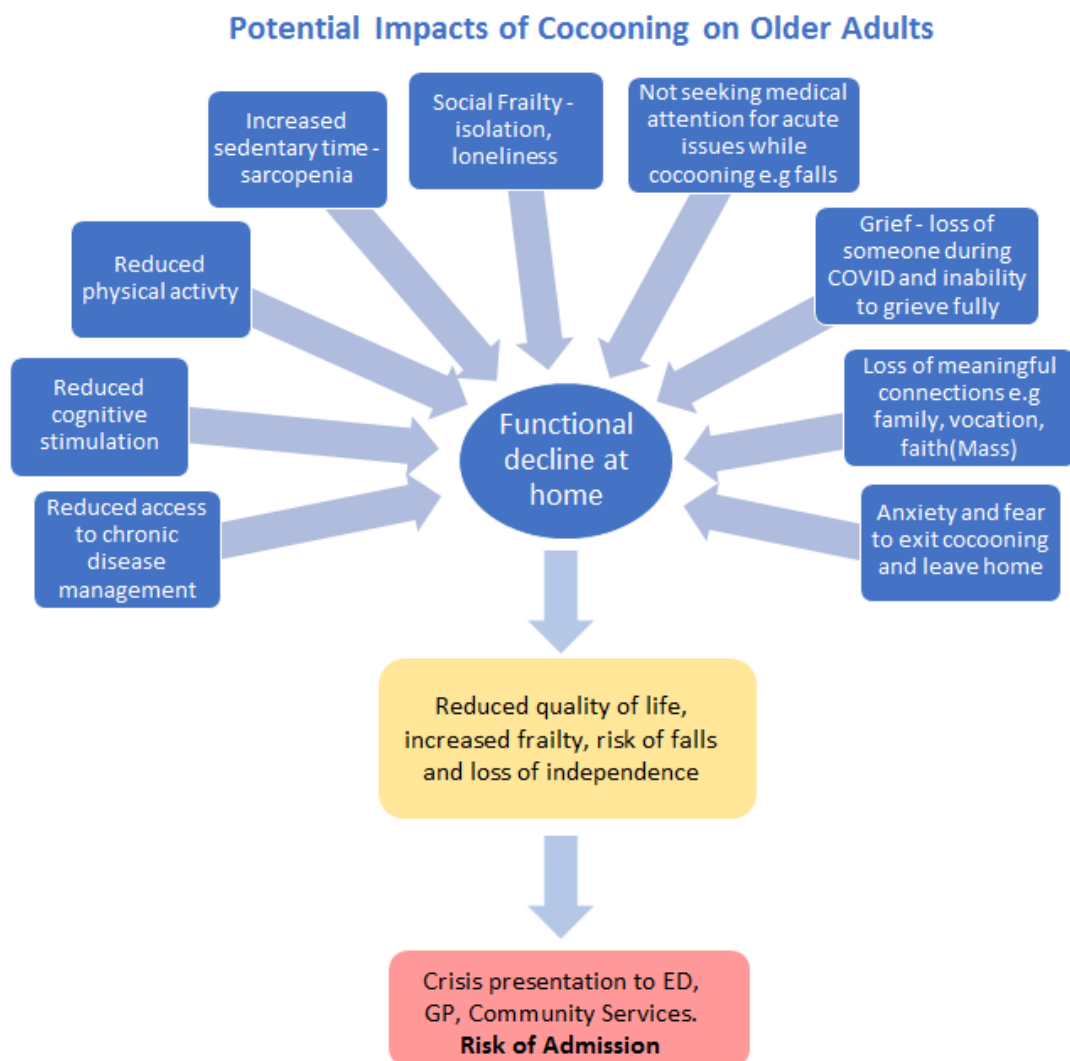 Potential Impacts of Cocooning on Older Adults
Reduced access
to chronic
disease
management
Reduced
cognitive
stimulation
Reduced
physical activty
Increased
sedentary time -
sarcopenia
Social Frailty -
isolation,
loneliness
Not seeking medical
attention for acute
issues while
cocooning e.g falls
Grief - loss of
someone during
COVID and inability
to grieve fully
Loss of meaningful
connections e.g
family, vocation,
faith(Mass)
Anxiety and fear
to exit cocooning
and leave home
Functional
decline at
home
Reduced quality of life,
increased frailty, risk of falls
and loss of independence
Crisis presentation to ED,
GP, Community Services.
Risk of Admission